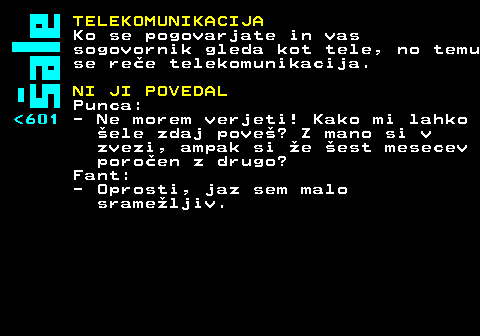 šale
<601
TELEKOMUNIKACIJA
Ko se pogovarjate in vas
sogovornik gleda kot tele, no temu
se reče telekomunikacija.
NI JI POVEDAL
Punca:
- Ne morem verjeti! Kako mi lahko
šele zdaj poveš? Z mano si v
zvezi, ampak si že šest mesecev
poročen z drugo?
Fant:
- Oprosti, jaz sem malo
sramežljiv.